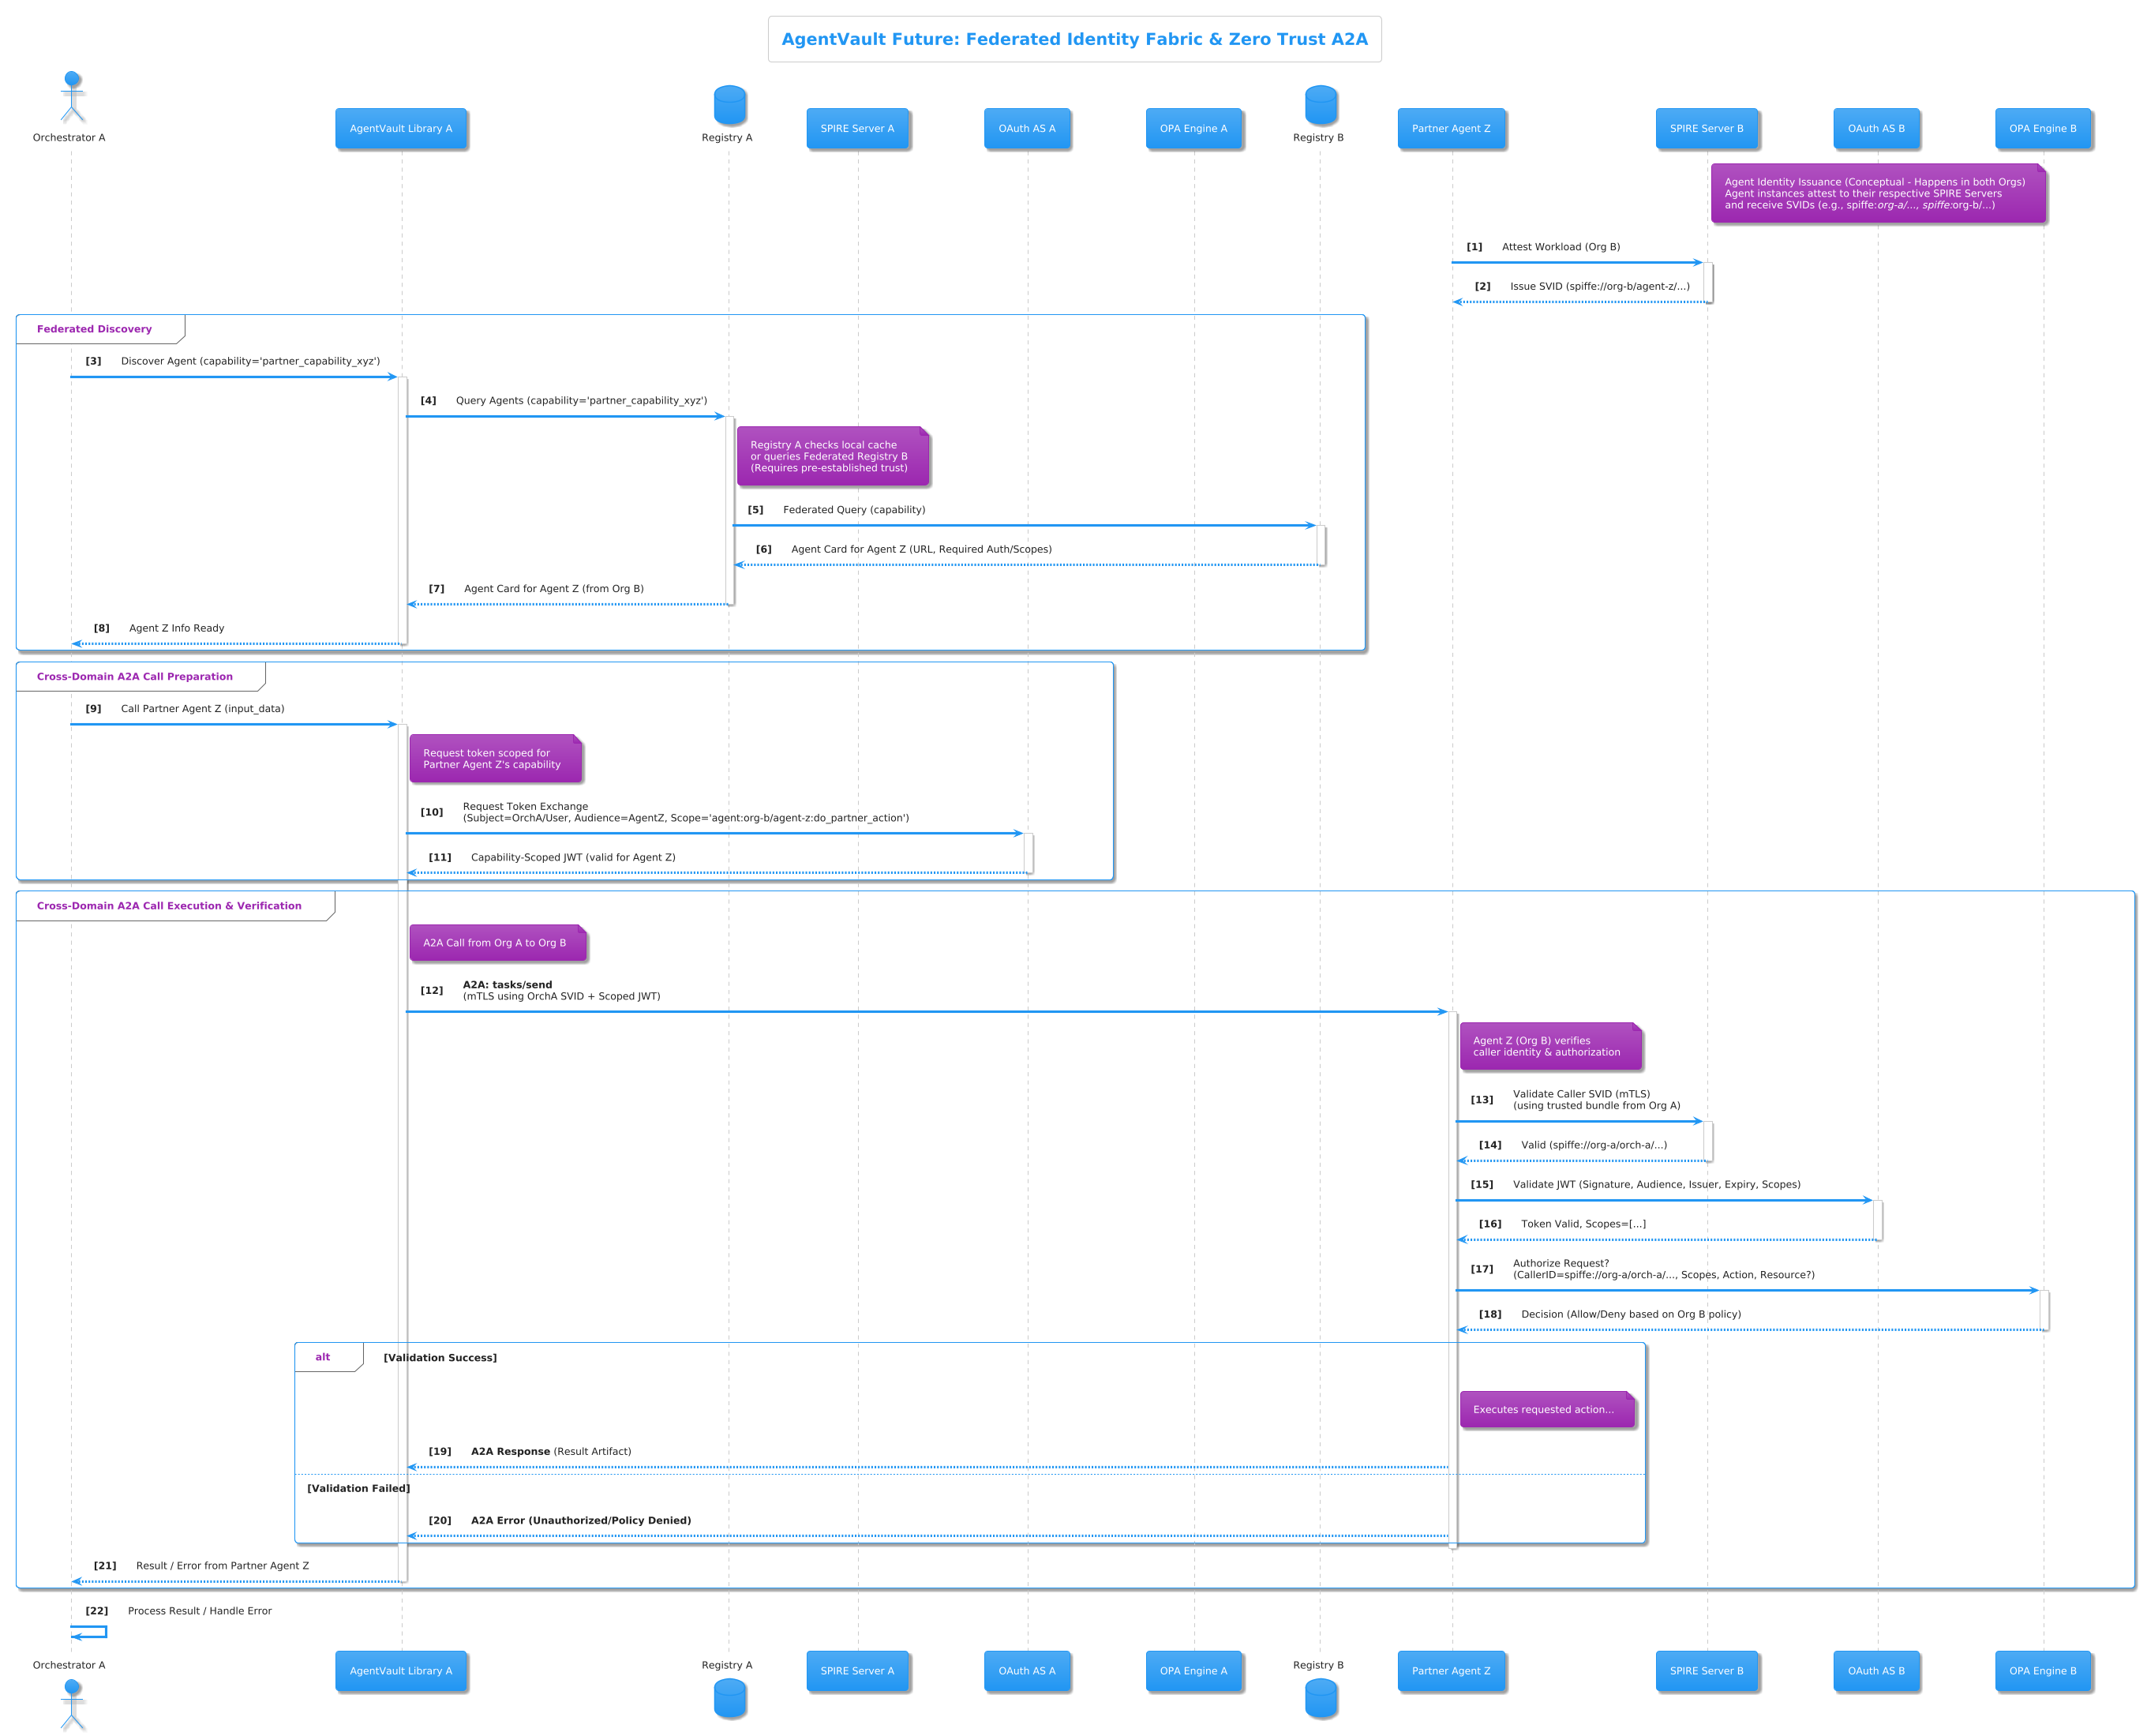 AgentVault Future: Federated Identity Fabric & Zero Trust A2A
Orchestrator A
AgentVault Library A
Registry A
SPIRE Server A
OAuth AS A
OPA Engine A
Registry B
Partner Agent Z
SPIRE Server B
OAuth AS B
OPA Engine B
Agent Identity Issuance (Conceptual - Happens in both Orgs)
Agent instances attest to their respective SPIRE Servers
and receive SVIDs (e.g., spiffe:org-a/..., spiffe:org-b/...)
[1] Attest Workload (Org B)
[2] Issue SVID (spiffe://org-b/agent-z/...)
Federated Discovery
[3] Discover Agent (capability='partner_capability_xyz')
[4] Query Agents (capability='partner_capability_xyz')
Registry A checks local cache
or queries Federated Registry B
(Requires pre-established trust)
[5] Federated Query (capability)
[6] Agent Card for Agent Z (URL, Required Auth/Scopes)
[7] Agent Card for Agent Z (from Org B)
[8] Agent Z Info Ready
Cross-Domain A2A Call Preparation
[9] Call Partner Agent Z (input_data)
Request token scoped for
Partner Agent Z's capability
[10] Request Token Exchange
(Subject=OrchA/User, Audience=AgentZ, Scope='agent:org-b/agent-z:do_partner_action')
[11] Capability-Scoped JWT (valid for Agent Z)
Cross-Domain A2A Call Execution & Verification
A2A Call from Org A to Org B
[12] A2A: tasks/send
(mTLS using OrchA SVID + Scoped JWT)
Agent Z (Org B) verifies
caller identity & authorization
[13] Validate Caller SVID (mTLS)
(using trusted bundle from Org A)
[14] Valid (spiffe://org-a/orch-a/...)
[15] Validate JWT (Signature, Audience, Issuer, Expiry, Scopes)
[16] Token Valid, Scopes=[...]
[17] Authorize Request?
(CallerID=spiffe://org-a/orch-a/..., Scopes, Action, Resource?)
[18] Decision (Allow/Deny based on Org B policy)
alt [Validation Success]
Executes requested action...
[19] A2A Response (Result Artifact)
[Validation Failed]
[20] A2A Error (Unauthorized/Policy Denied)
[21] Result / Error from Partner Agent Z
[22] Process Result / Handle Error
Orchestrator A
AgentVault Library A
Registry A
SPIRE Server A
OAuth AS A
OPA Engine A
Registry B
Partner Agent Z
SPIRE Server B
OAuth AS B
OPA Engine B